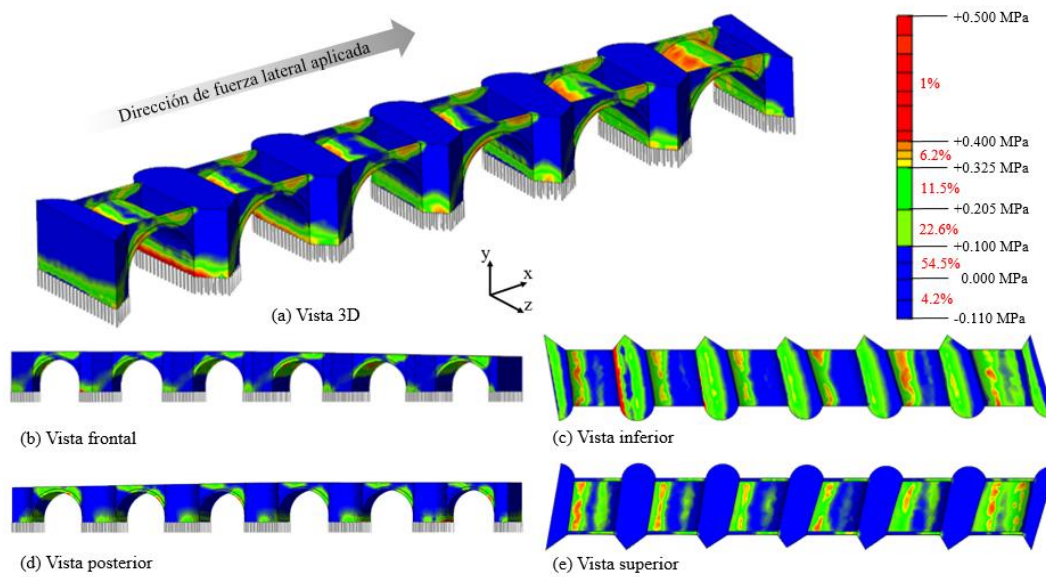 Dirección de fuerza lateral aplicada
y
x
z
(a) Vista 3D
+0.500 MPa
1%
+0.400 MPa
6.2%
+0.325 MPa
11.5%
+0.205 MPa
22.6%
+0.100 MPa
54.5%
0.000 MPa
4.2%
-0.110 MPa
(b) Vista frontal
(c) Vista inferior
(d) Vista posterior
(e) Vista superior